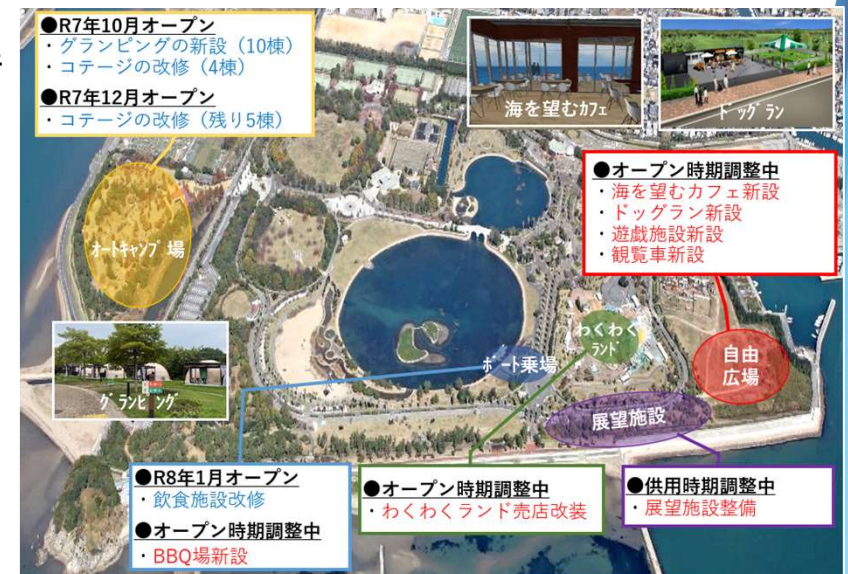 ●R7年10月オープン
・グランピングの新設（10棟）
・コテージの改修（4棟）
●R7年12月オープン
・コテージの改修（残り5棟）
海を望むカフェ
ドッグラン
●オープン時期調整中
・海を望むカフェ新設
・ドッグラン新設
・遊戯施設新設
・観覧車新設
オートキャンプ場
グランピング
ボート乗場
わくわく
ランド
自由
広場
展望施設
●R8年1月オープン
・飲食施設改修
●オープン時期調整中
・BBQ場新設
●オープン時期調整中
・わくわくランド売店改装
●供用時期調整中
・展望施設整備